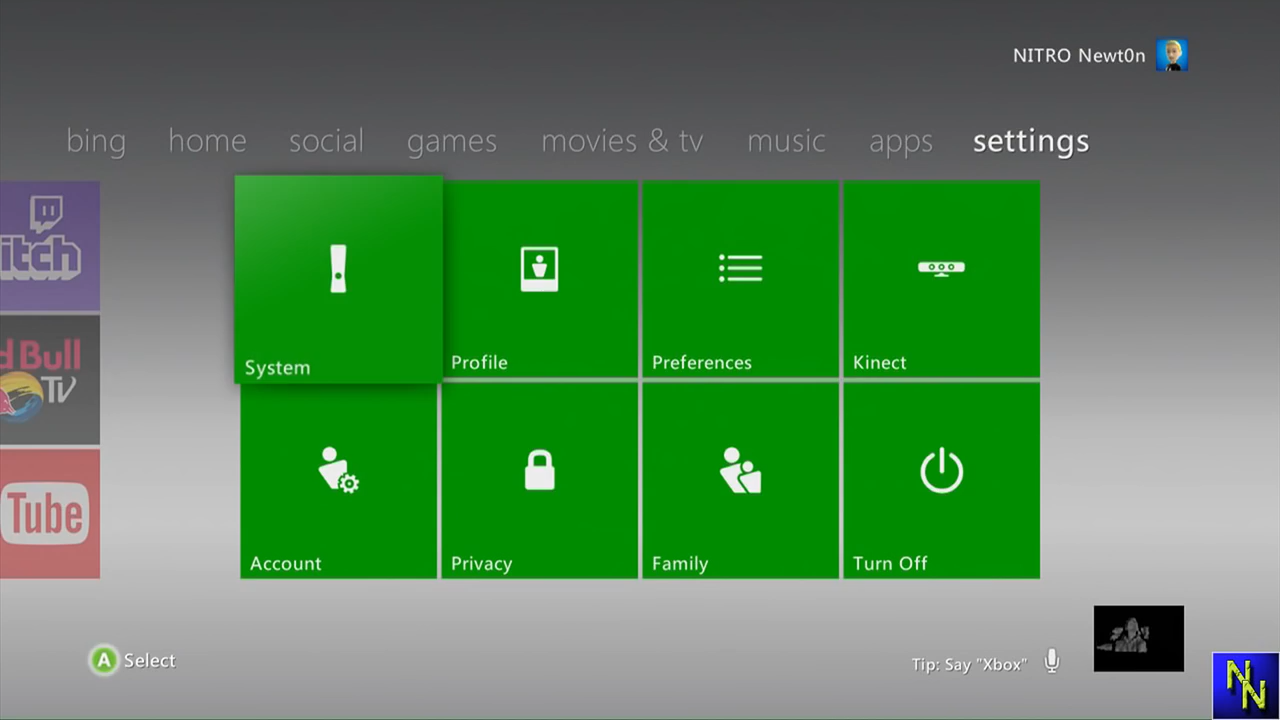 NITRO Newt0n
bing home social games movies & tv music apps settings
itch
d Bull
TV
Tube
System
Profile
Preferences
Kinect
Account
Privacy
Family
Turn Off
A Select
Tip: Say "Xbox"
NN